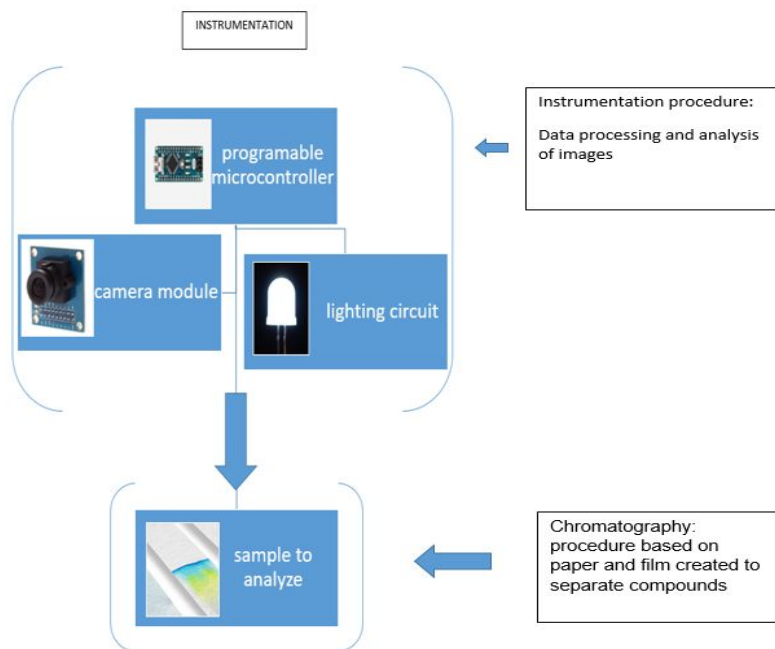 INSTRUMENTATION
programable
microcontroller
camera module
lighting circuit
Instrumentation procedure:
Data processing and analysis
of images
sample to
analyze
Chromatography:
procedure based on
paper and film created to
separate compounds